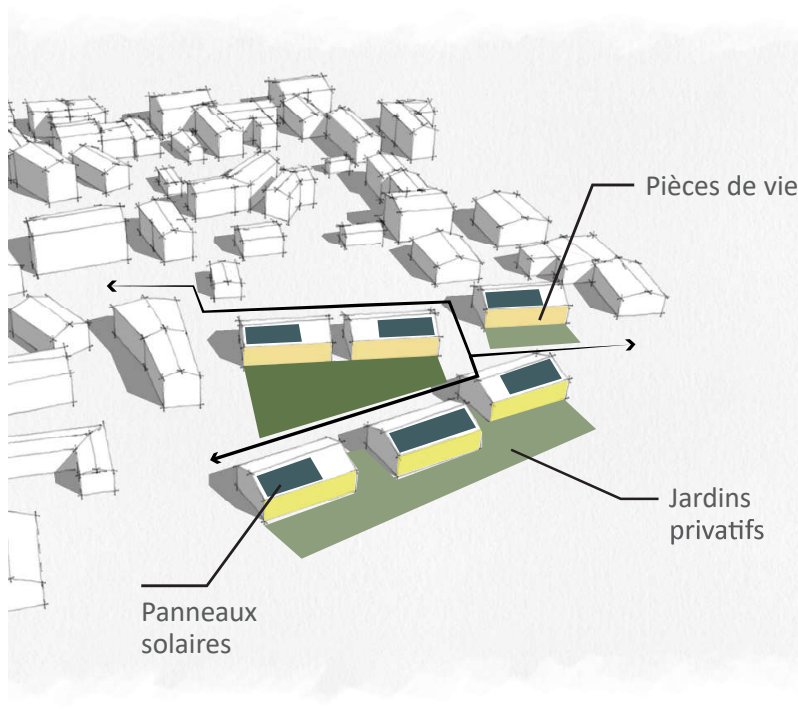 Pièces de vie
Jardins
privatifs
Panneaux
solaires